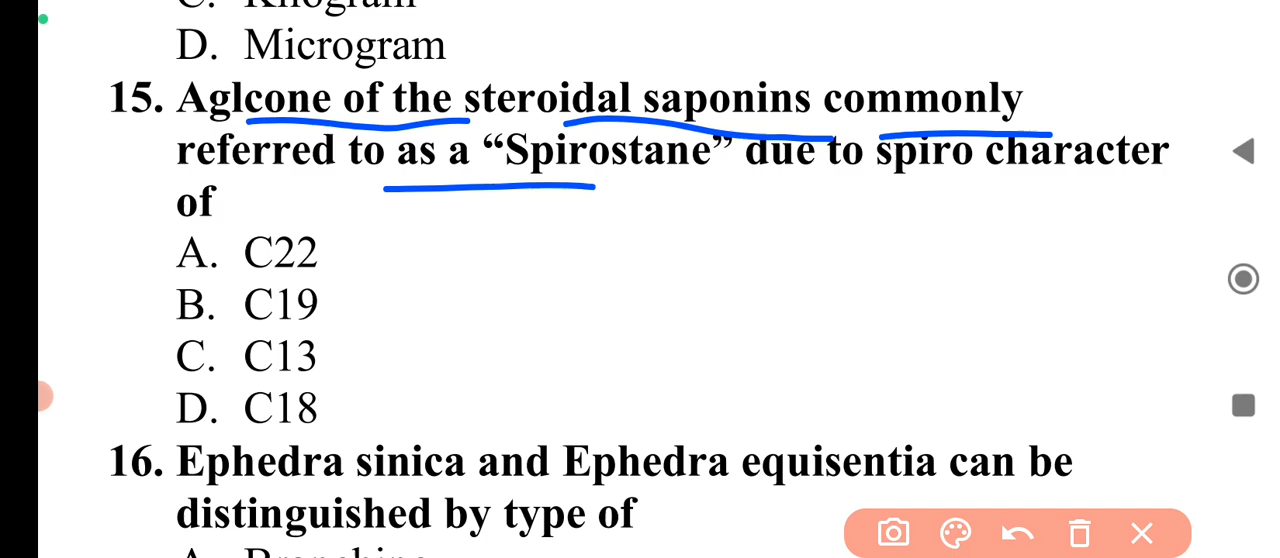 D. Microgram
15. Aglcone of the steroidal saponins commonly
referred to as a “Spirostane” due to spiro character
of
A. C22
B. C19
C. C13
D. C18
16. Ephedra sinica and Ephedra equisentia can be
distinguished by type of